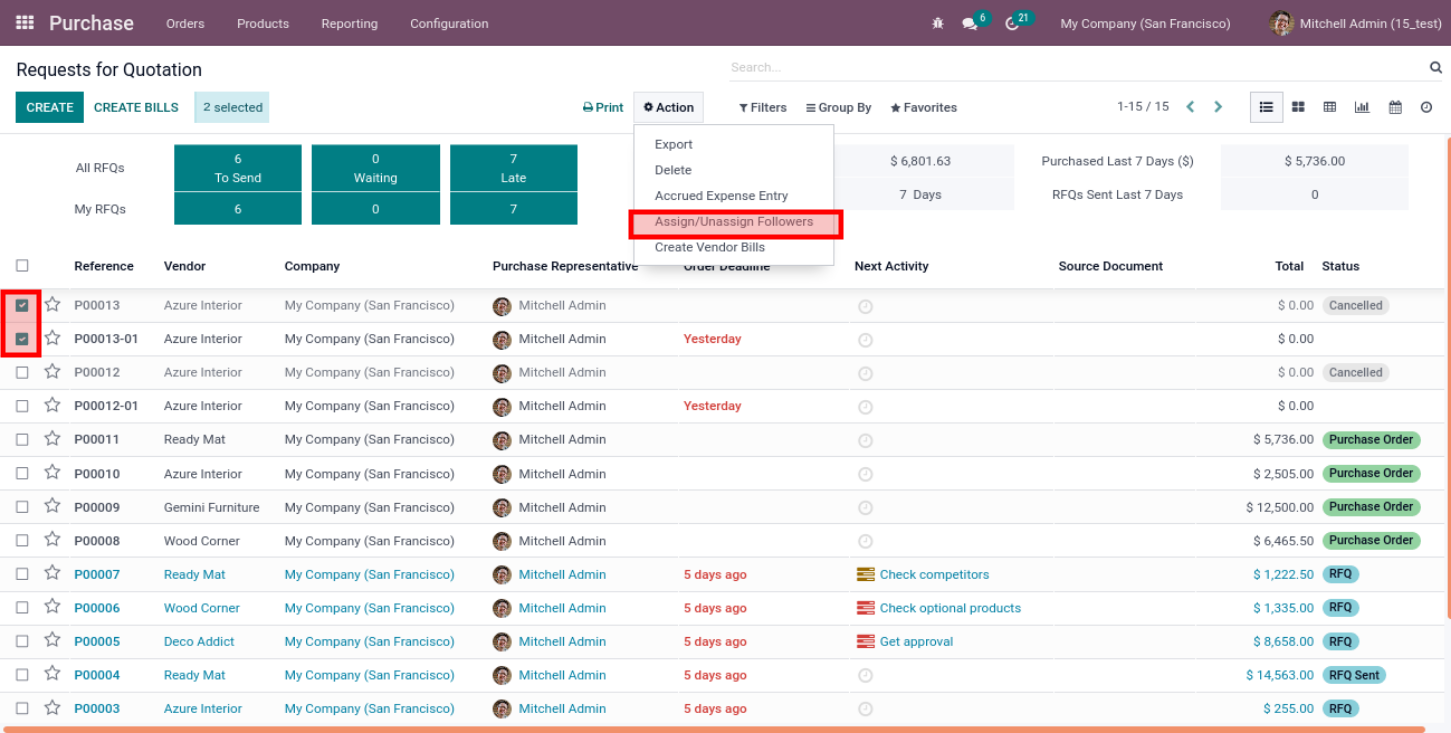 Purchase Orders Products Reporting Configuration 6 21 My Company (San Francisco) Mitchell Admin (15_test)
Requests for Quotation Search...
CREATE CREATE BILLS 2 selected Print Action Filters Group By Favorites 1-15 / 15
Export
Delete
Accrued Expense Entry
Assign/Unassign Followers
Create Vendor Bills
All RFQs 6 To Send 0 Waiting 7 Late $ 6,801.63 Purchased Last 7 Days ($) $ 5,736.00
My RFQs 6 0 7 7 Days RFQs Sent Last 7 Days 0
Reference Vendor Company Purchase Representative Order Deadline Next Activity Source Document Total Status
P00013 Azure Interior My Company (San Francisco) Mitchell Admin $ 0.00 Cancelled
P00013-01 Azure Interior My Company (San Francisco) Mitchell Admin Yesterday $ 0.00
P00012 Azure Interior My Company (San Francisco) Mitchell Admin $ 0.00 Cancelled
P00012-01 Azure Interior My Company (San Francisco) Mitchell Admin Yesterday $ 0.00
P00011 Ready Mat My Company (San Francisco) Mitchell Admin $ 5,736.00 Purchase Order
P00010 Azure Interior My Company (San Francisco) Mitchell Admin $ 2,505.00 Purchase Order
P00009 Gemini Furniture My Company (San Francisco) Mitchell Admin $ 12,500.00 Purchase Order
P00008 Wood Corner My Company (San Francisco) Mitchell Admin $ 6,465.50 Purchase Order
P00007 Ready Mat My Company (San Francisco) Mitchell Admin 5 days ago Check competitors $ 1,222.50 RFQ
P00006 Wood Corner My Company (San Francisco) Mitchell Admin 5 days ago Check optional products $ 1,335.00 RFQ
P00005 Deco Addict My Company (San Francisco) Mitchell Admin 5 days ago Get approval $ 8,658.00 RFQ
P00004 Ready Mat My Company (San Francisco) Mitchell Admin 5 days ago $ 14,563.00 RFQ Sent
P00003 Azure Interior My Company (San Francisco) Mitchell Admin 5 days ago $ 255.00 RFQ